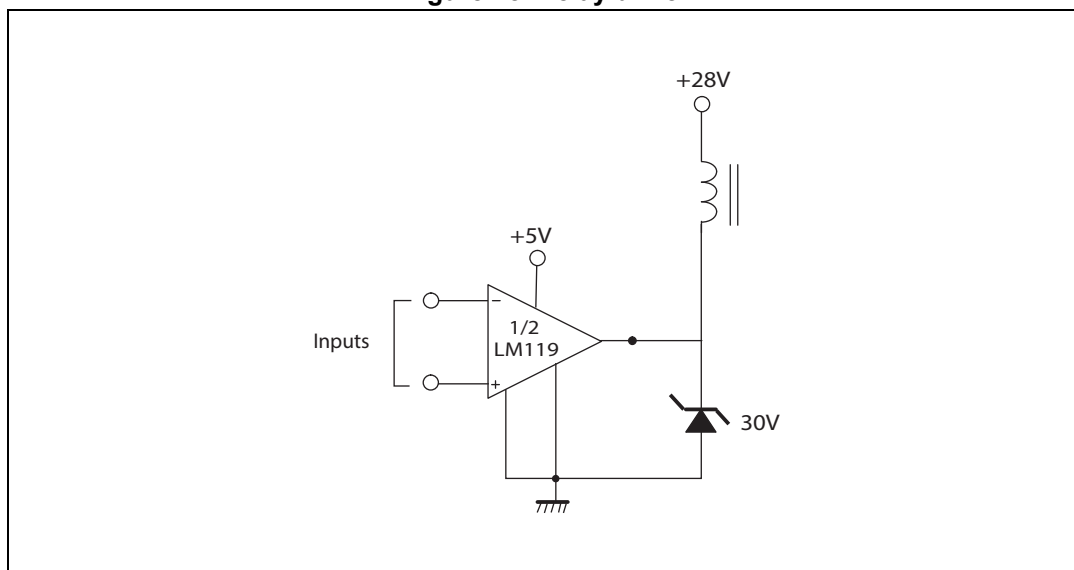 +28V
+5V
−
1/2
Inputs
LM119
+
30V